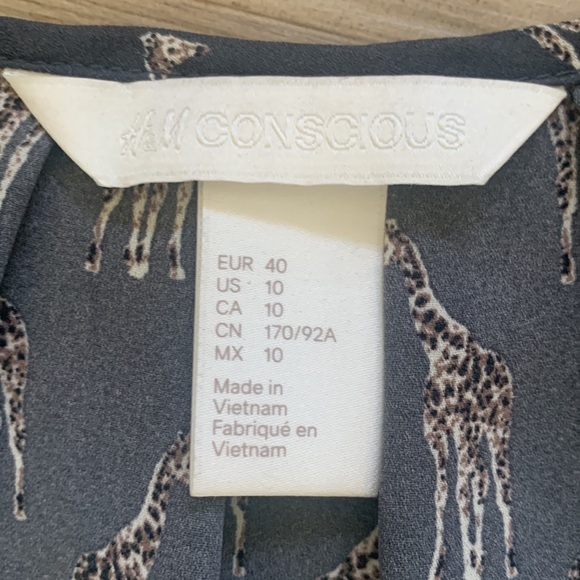 H&M CONSCIOUS
EUR 40
US 10
CA 10
CN 170/92A
MX 10
Made in
Vietnam
Fabriqué en
Vietnam